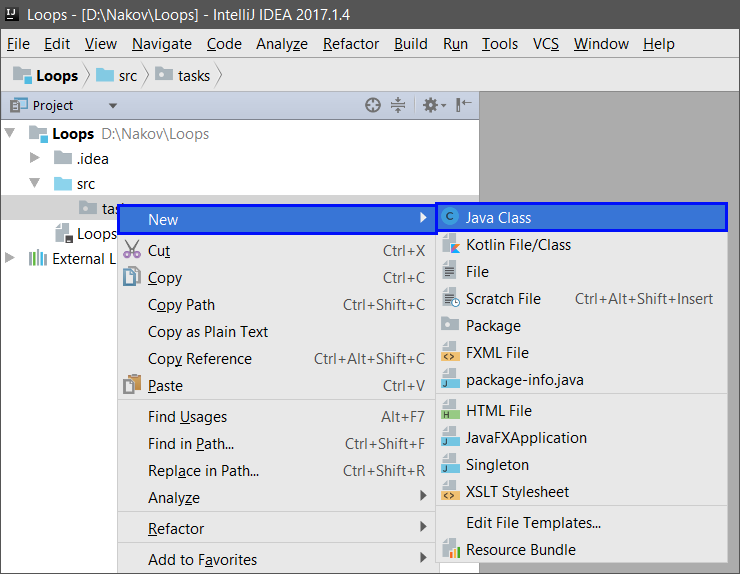 Loops - [D:\Nakov\Loops] - IntelliJ IDEA 2017.1.4
File Edit View Navigate Code Analyze Refactor Build Run Tools VCS Window Help
Loops src tasks
Project
Loops D:\Nakov\Loops
.idea
src
Loops
External L
New
Cut Ctrl+X
Copy Ctrl+C
Copy Path Ctrl+Shift+C
Copy as Plain Text
Copy Reference Ctrl+Alt+Shift+C
Paste Ctrl+V
Find Usages Alt+F7
Find in Path... Ctrl+Shift+F
Replace in Path... Ctrl+Shift+R
Analyze
Refactor
Add to Favorites
Java Class
Kotlin File/Class
File
Scratch File Ctrl+Alt+Shift+Insert
Package
FXML File
package-info.java
HTML File
JavaFXApplication
Singleton
XSLT Stylesheet
Edit File Templates...
Resource Bundle